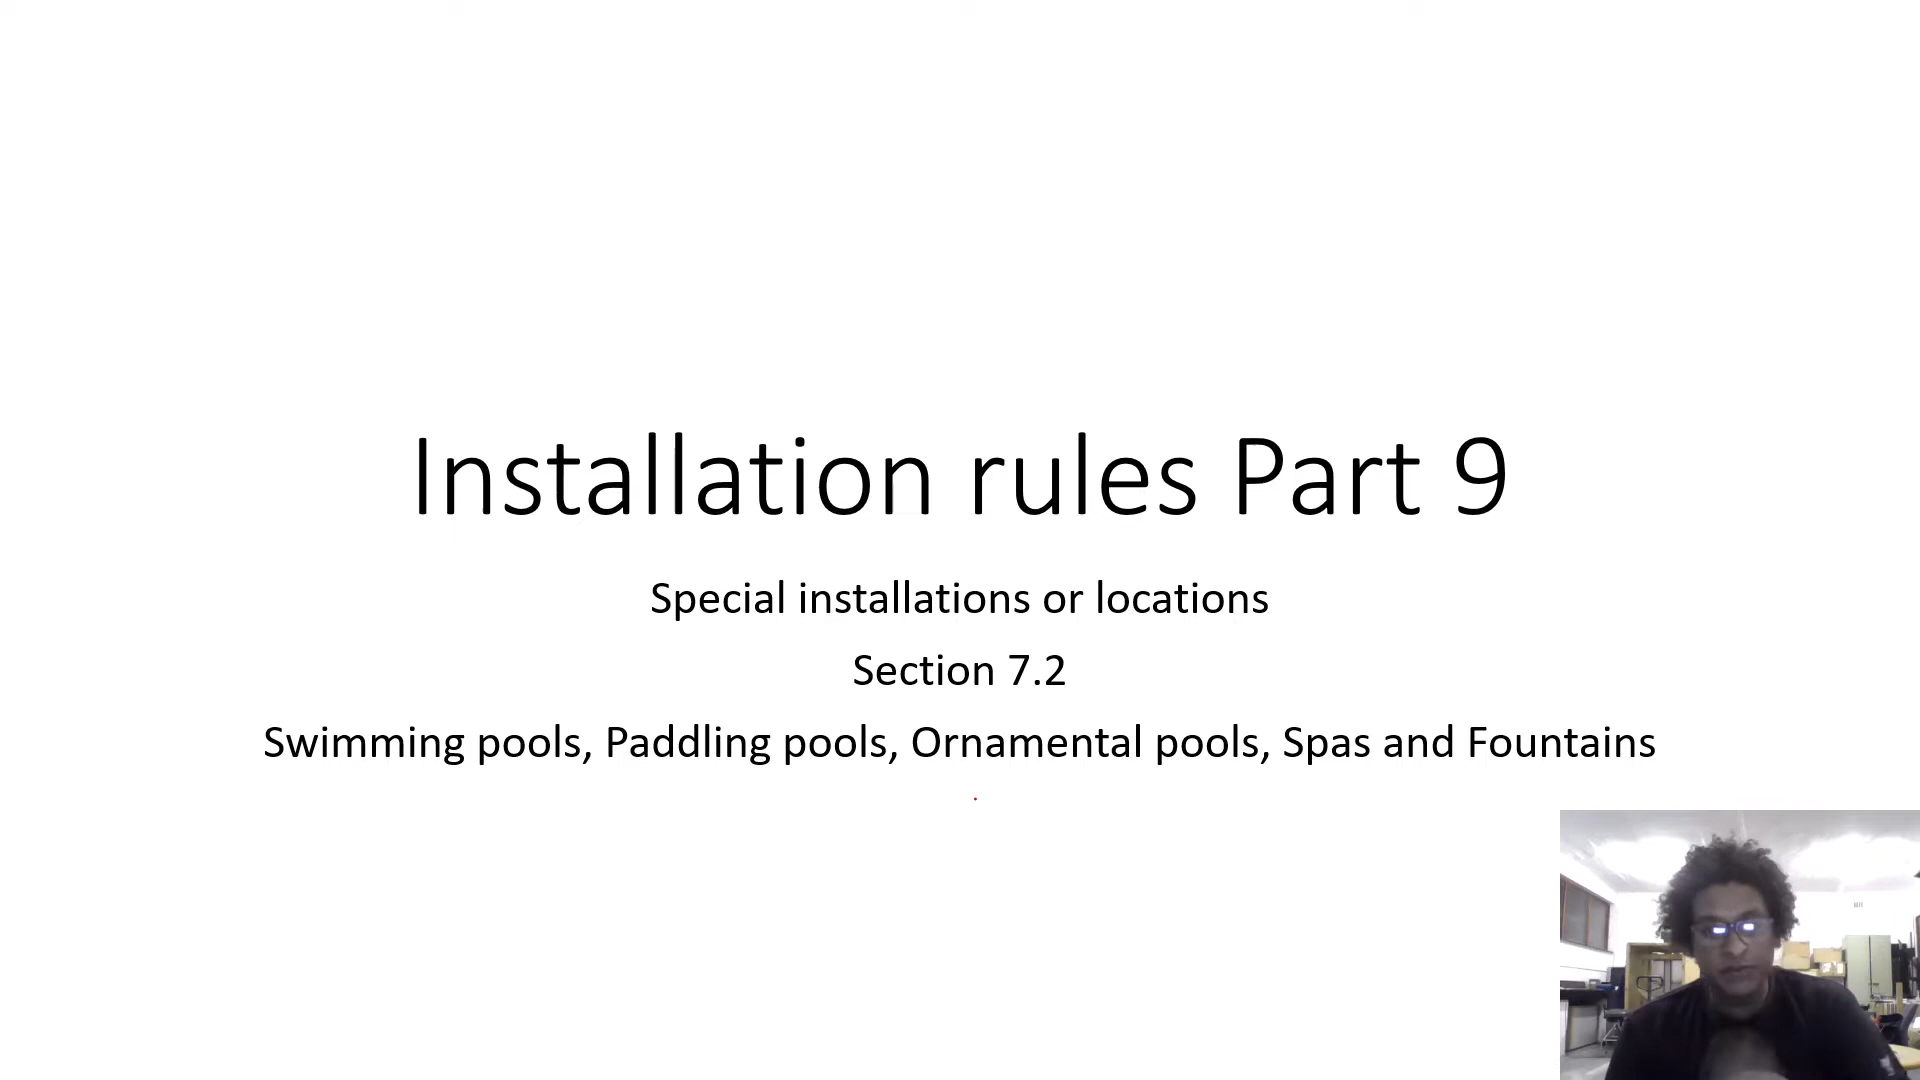 Installation rules Part 9
Special installations or locations
Section 7.2
Swimming pools, Paddling pools, Ornamental pools, Spas and Fountains